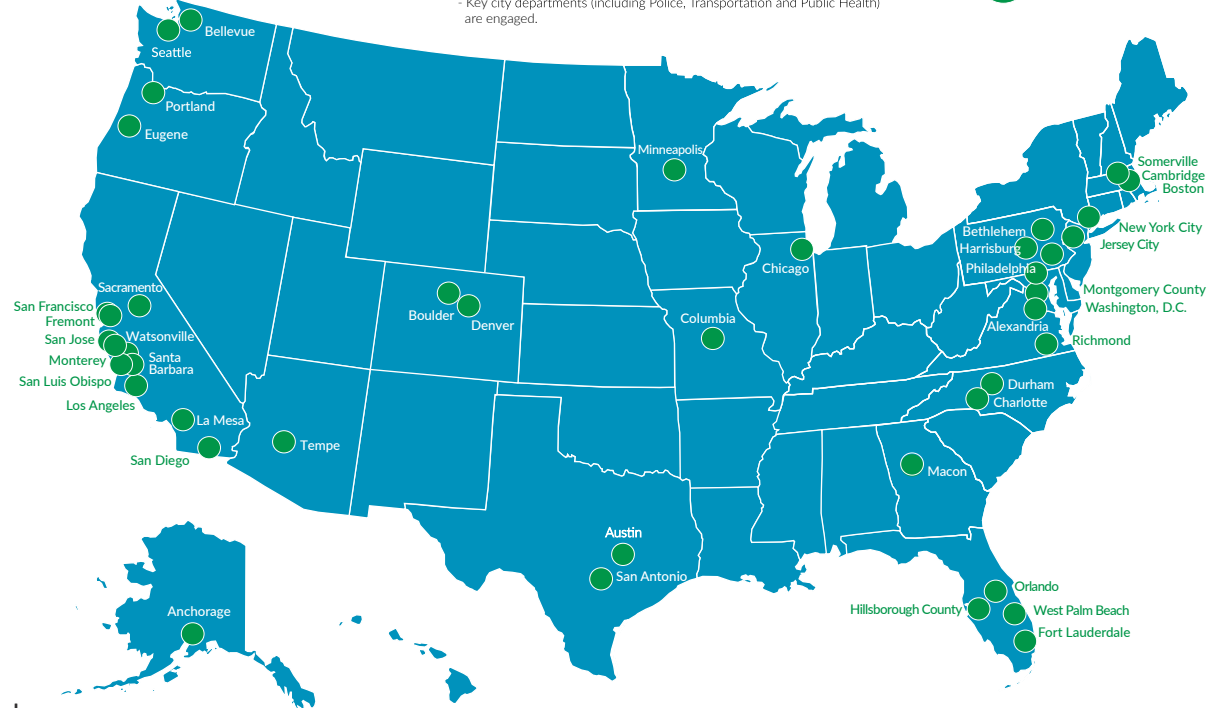 - Key city departments (including Police, Transportation and Public Health)
are engaged.
Bellevue
Seattle
Portland
Eugene
Minneapolis
Somerville
Cambridge
Boston
New York City
Bethlehem
Jersey City
Harrisburg
Chicago
Philadelphia
Sacramento
Montgomery County
San Francisco
Washington, D.C.
Boulder
Fremont
Columbia
Denver
Alexandria
Watsonville
San Jose
Richmond
Santa
Barbara
Monterey
San Luis Obispo
Durham
Los Angeles
Charlotte
La Mesa
Tempe
San Diego
Macon
Austin
San Antonio
Orlando
Anchorage
Hillsborough County
West Palm Beach
Fort Lauderdale